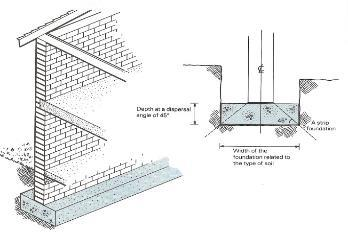 ℄
Depth at a dispersal
angle of 45°
45°
A strip
foundation
Width of the
foundation related to
the type of soil